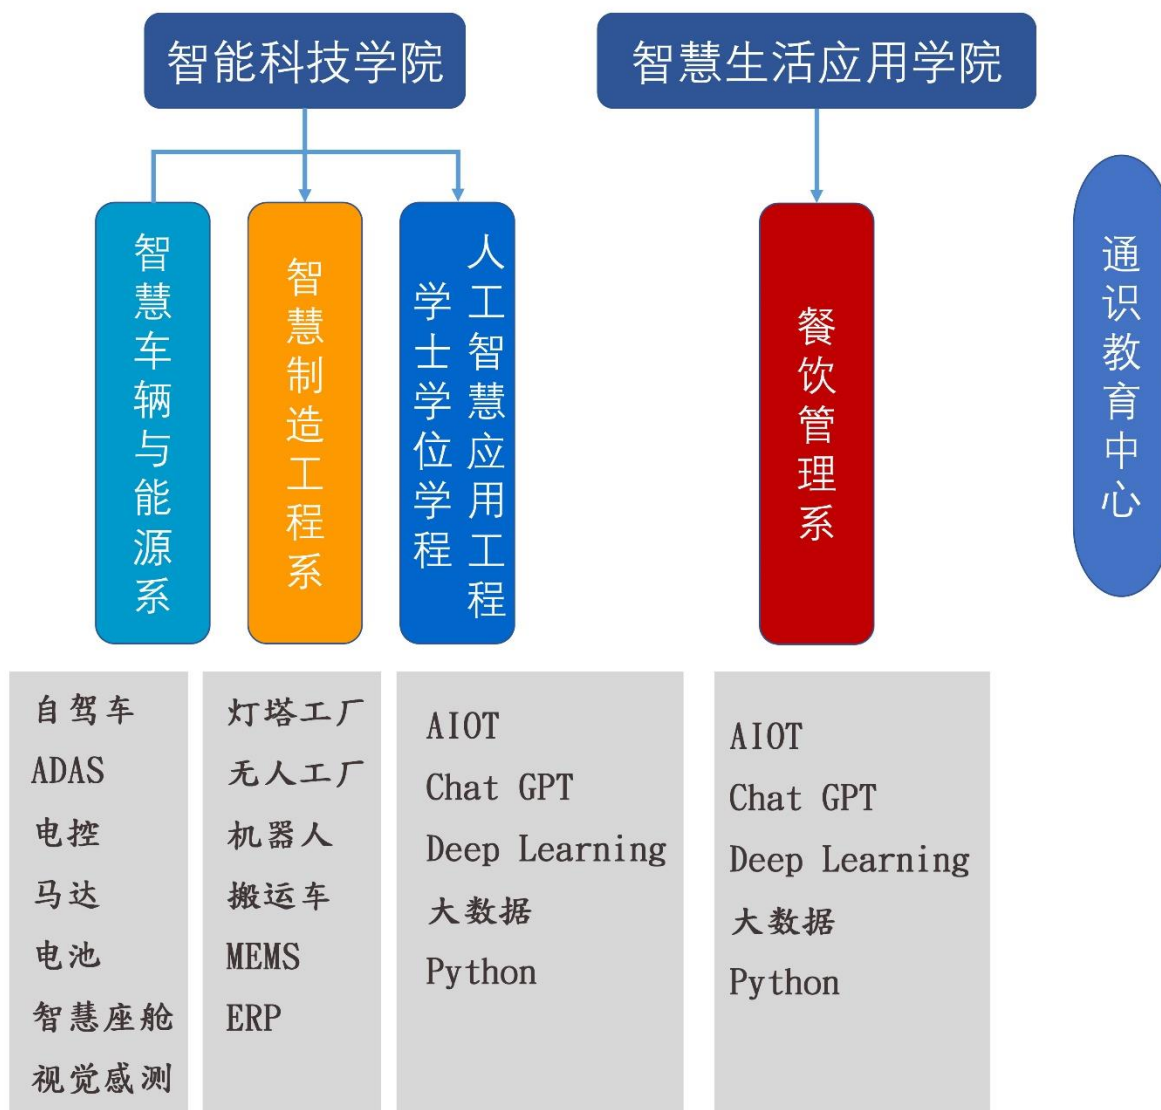 智能科技学院
智慧生活应用学院
智慧车辆与能源系
智慧制造工程系
人工智慧应用工程
学士学位学程
餐饮管理系
通识教育中心
自驾车
ADAS
电控
马达
电池
智慧座舱
视觉感测
灯塔工厂
无人工厂
机器人
搬运车
MEMS
ERP
AIOT
Chat GPT
Deep Learning
大数据
Python
AIOT
Chat GPT
Deep Learning
大数据
Python